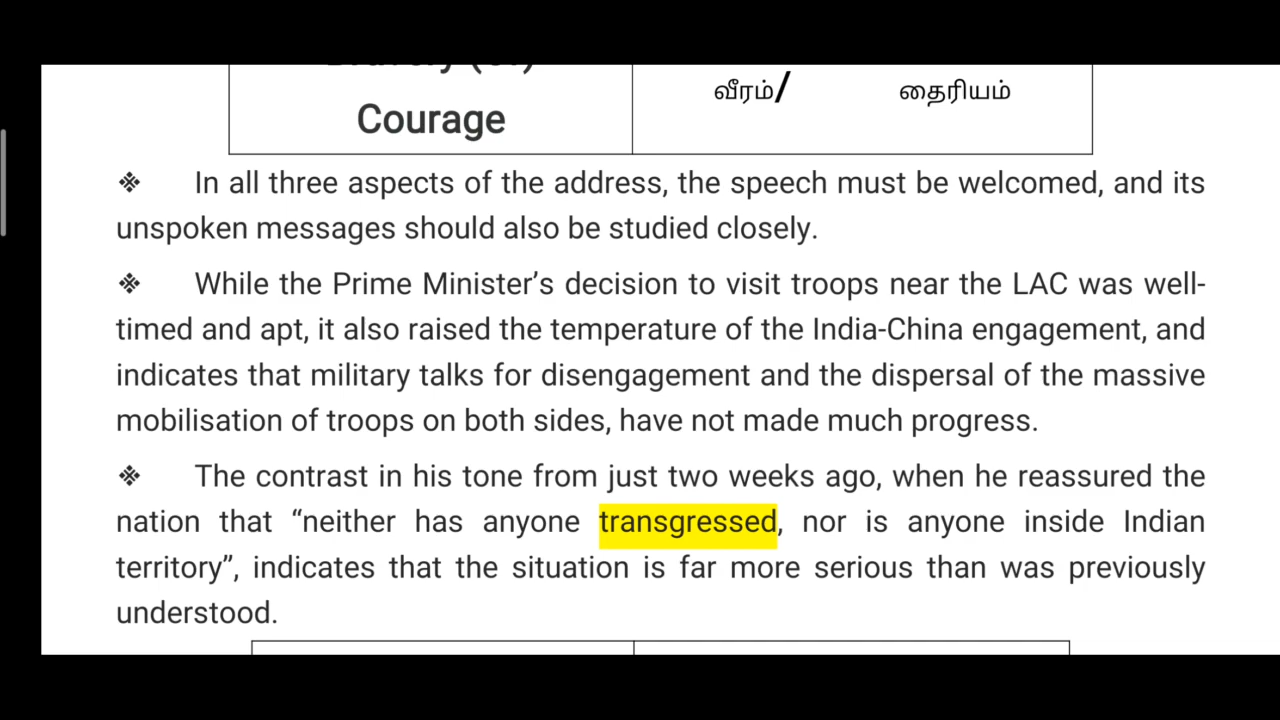 Courage
வீரம்/ தைரியம்
❖ In all three aspects of the address, the speech must be welcomed, and its
unspoken messages should also be studied closely.
❖ While the Prime Minister’s decision to visit troops near the LAC was well-
timed and apt, it also raised the temperature of the India-China engagement, and
indicates that military talks for disengagement and the dispersal of the massive
mobilisation of troops on both sides, have not made much progress.
❖ The contrast in his tone from just two weeks ago, when he reassured the
nation that “neither has anyone transgressed, nor is anyone inside Indian
territory”, indicates that the situation is far more serious than was previously
understood.